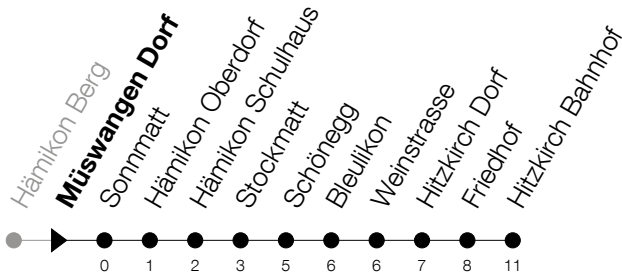 Hämikon Berg
Müswangen Dorf
Sonnmatt
Hämikon Oberdorf
Hämikon Schulhaus
Stockmatt
Schönegg
Bleulikon
Weinstrasse
Hitzkirch Dorf
Friedhof
Hitzkirch Bahnhof
0 1 2 3 5 6 6 7 8 11